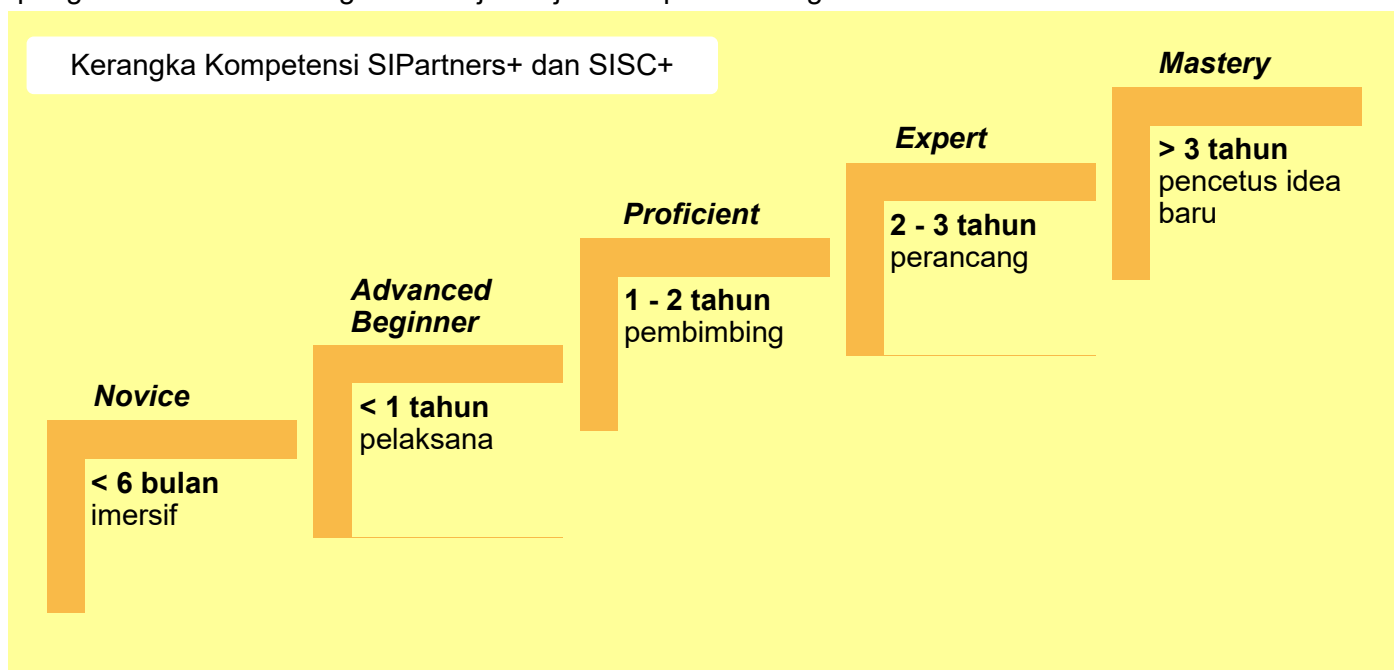 Kerangka Kompetensi SIPartners+ dan SISC+
Mastery
> 3 tahun
pencetus idea
baru
Expert
2 - 3 tahun
perancang
Proficient
1 - 2 tahun
pembimbing
Advanced
Beginner
< 1 tahun
pelaksana
Novice
< 6 bulan
imersif